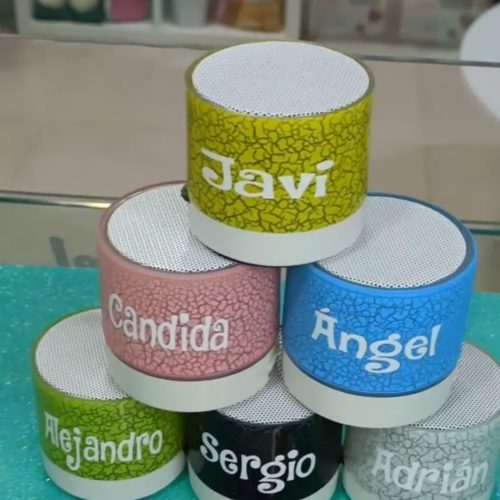 Javi
Candida
Ángel
Alejandro
Sergio
Adrián